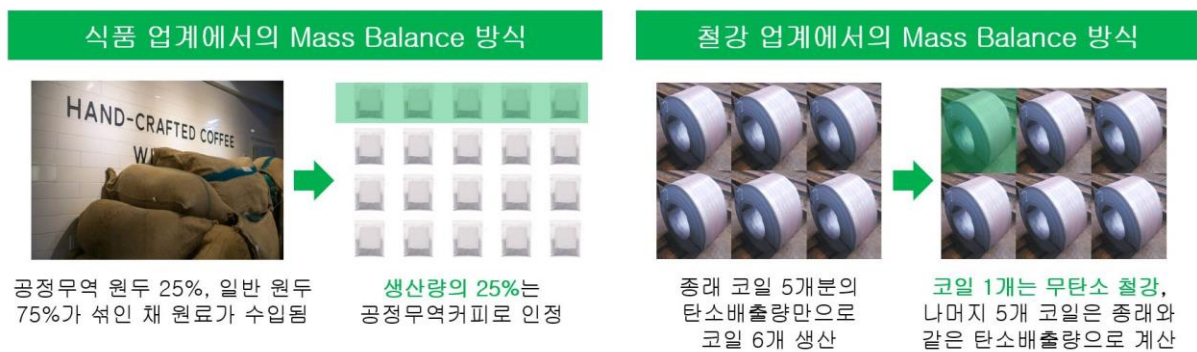 식품 업계에서의 Mass Balance 방식
HAND-CRAFTED COFFEE
공정무역 원두 25%, 일반 원두
75%가 섞인 채 원료가 수입됨
생산량의 25%는
공정무역커피로 인정
철강 업계에서의 Mass Balance 방식
종래 코일 5개분의
탄소배출량만으로
코일 6개 생산
코일 1개는 무탄소 철강,
나머지 5개 코일은 종래와
같은 탄소배출량으로 계산